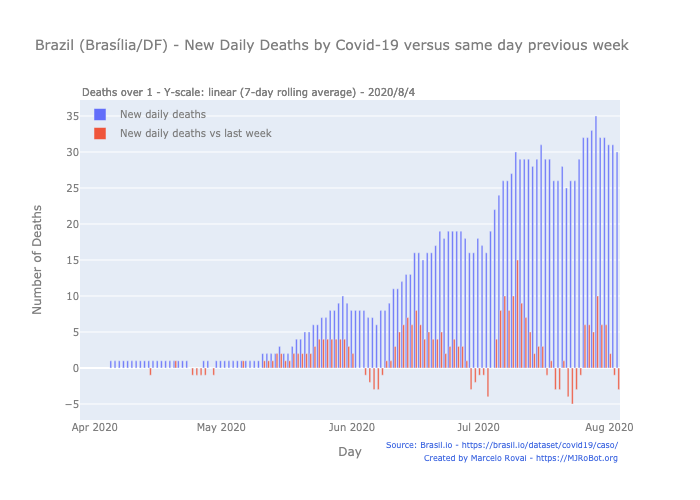 Brazil (Brasília/DF) - New Daily Deaths by Covid-19 versus same day previous week
Deaths over 1 - Y-scale: linear (7-day rolling average) - 2020/8/4
New daily deaths
New daily deaths vs last week
Number of Deaths
35
30
25
20
15
10
5
0
−5
Apr 2020
May 2020
Jun 2020
Jul 2020
Aug 2020
Day
Source: Brasil.io - https://brasil.io/dataset/covid19/caso/
Created by Marcelo Rovai - https://MJRoBot.org